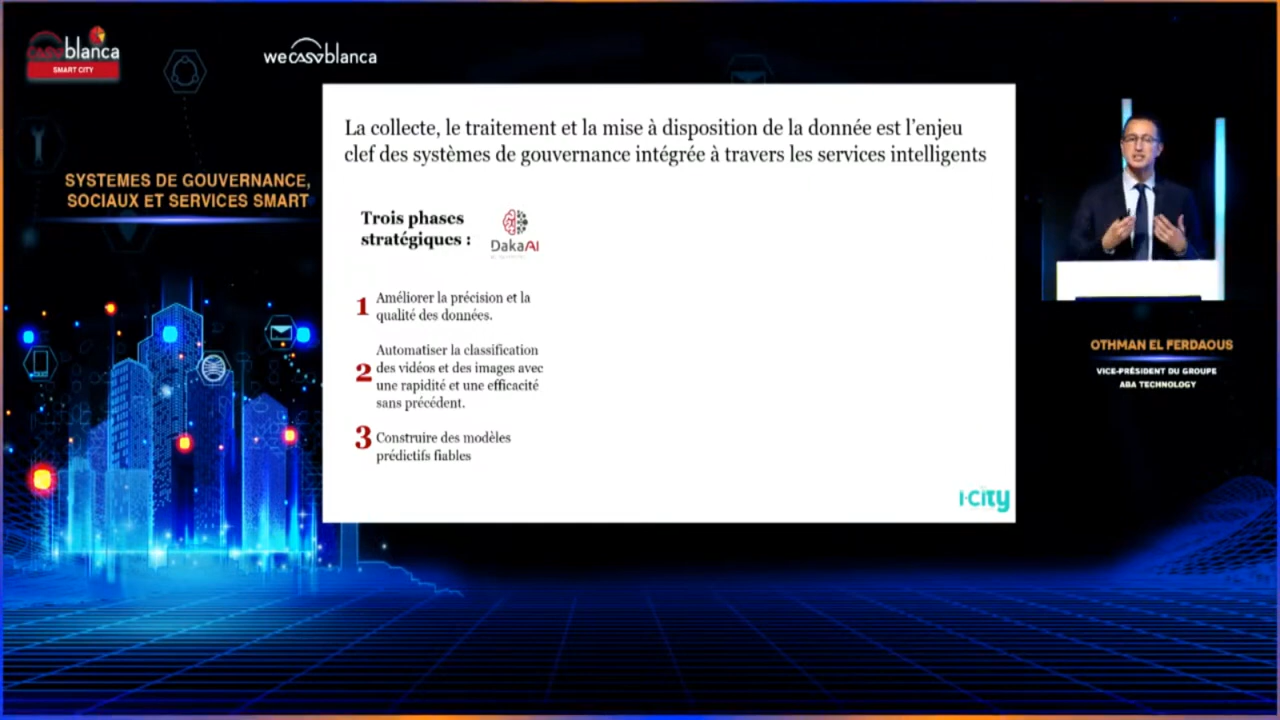 casablanca
SMART CITY
wecasablanca
SYSTEMES DE GOUVERNANCE,
SOCIAUX ET SERVICES SMART
La collecte, le traitement et la mise à disposition de la donnée est l'enjeu
clef des systèmes de gouvernance intégrée à travers les services intelligents
Trois phases
stratégiques :
DakaAI
1 Améliorer la précision et la
qualité des données.
Automatiser la classification
2 des vidéos et des images avec
une rapidité et une efficacité
sans précédent.
3 Construire des modèles
prédictifs fiables
i-city
OTHMAN EL FERDAOUS
VICE-PRÉSIDENT DU GROUPE
ABA TECHNOLOGY